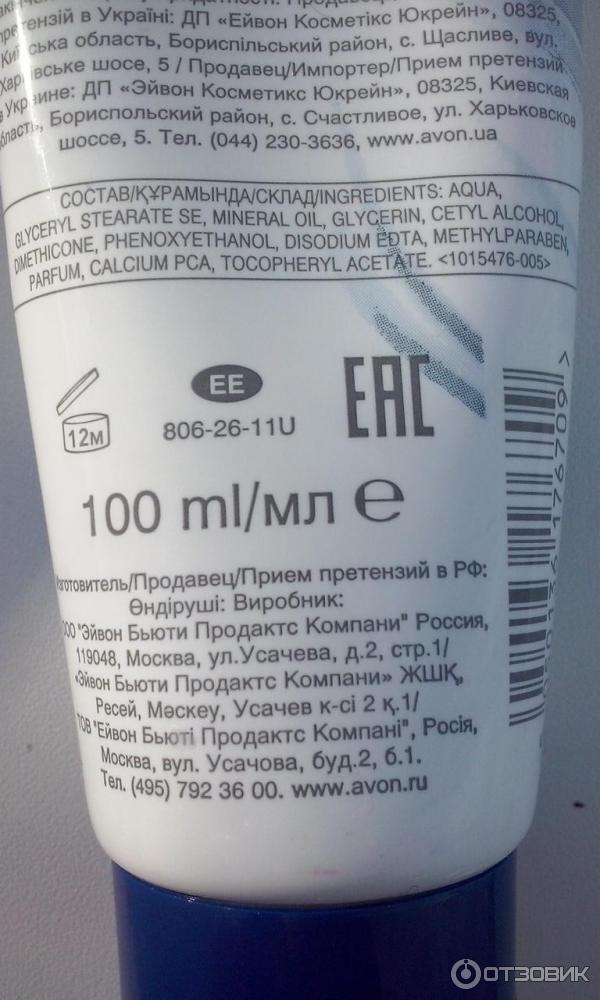 претензій в Україні: ДП «Ейвон Косметікс Юкрейн», 08325,
Київська область, Бориспільський район, с. Щасливе, вул.
Харківське шосе, 5 / Продавец/Импортер/Прием претензий
в Украине: ДП «Эйвон Косметикс Юкрейн», 08325, Киевская
область, Бориспольский район, с. Счастливое, ул. Харьковское
шоссе, 5. Тел. (044) 230-3636, www.avon.ua
СОСТАВ/ҚҰРАМЫНДА/СКЛАД/INGREDIENTS: AQUA,
GLYCERYL STEARATE SE, MINERAL OIL, GLYCERIN, CETYL ALCOHOL,
DIMETHICONE, PHENOXYETHANOL, DISODIUM EDTA, METHYLPARABEN,
PARFUM, CALCIUM PCA, TOCOPHERYL ACETATE. <1015476-005>
12м
EE
806-26-11U
EAC
100 ml/мл ℮
Изготовитель/Продавец/Прием претензий в РФ:
Өндіруші: Виробник:
ООО "Эйвон Бьюти Продактс Компани" Россия,
119048, Москва, ул.Усачева, д.2, стр.1/
«Эйвон Бьюти Продактс Компани» ЖШҚ,
Ресей, Мәскеу, Усачев к-сі 2 қ.1/
ТОВ "Ейвон Бьюті Продактс Компані", Росія,
Москва, вул. Усачова, буд.2, б.1.
Тел. (495) 792 36 00. www.avon.ru
176709>
ОТЗОВИК